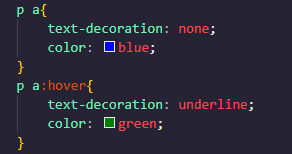 p a{
    text-decoration: none;
    color: blue;
}
p a:hover{
    text-decoration: underline;
    color: green;
}